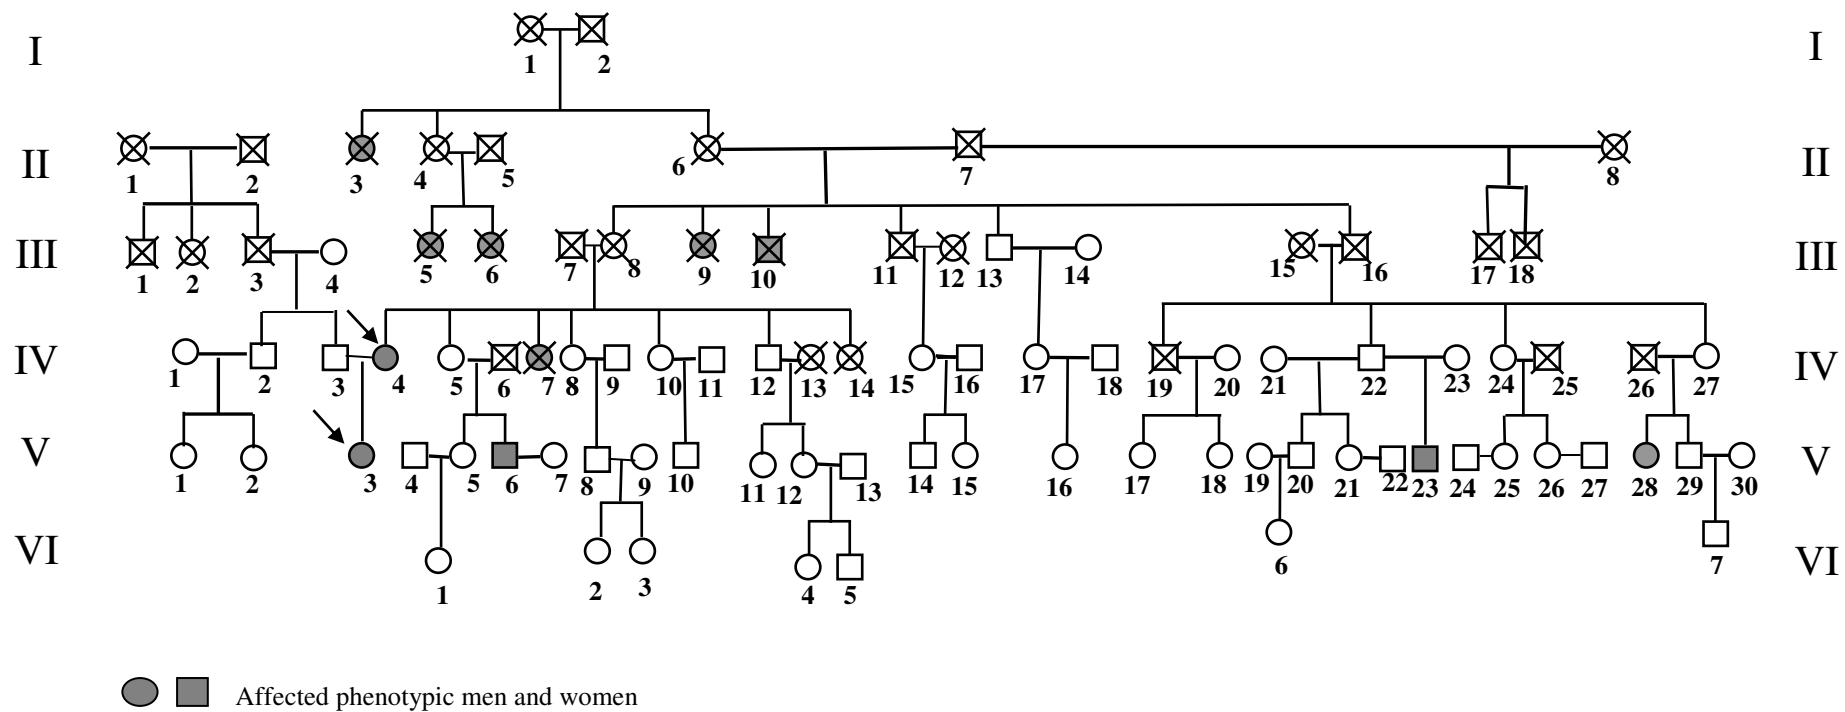 I I
1 2
II II
1 2 3 4 5 6 7 8
III III
1 2 3 4 5 6 7 8 9 10 11 12 13 14 15 16 17 18
IV IV
1 2 3 4 5 6 7 8 9 10 11 12 13 14 15 16 17 18 19 20 21 22 23 24 25 26 27
V V
1 2 3 4 5 6 7 8 9 10 11 12 13 14 15 16 17 18 19 20 21 22 23 24 25 26 27 28 29 30
VI VI
1 2 3 4 5 6 7
Affected phenotypic men and women